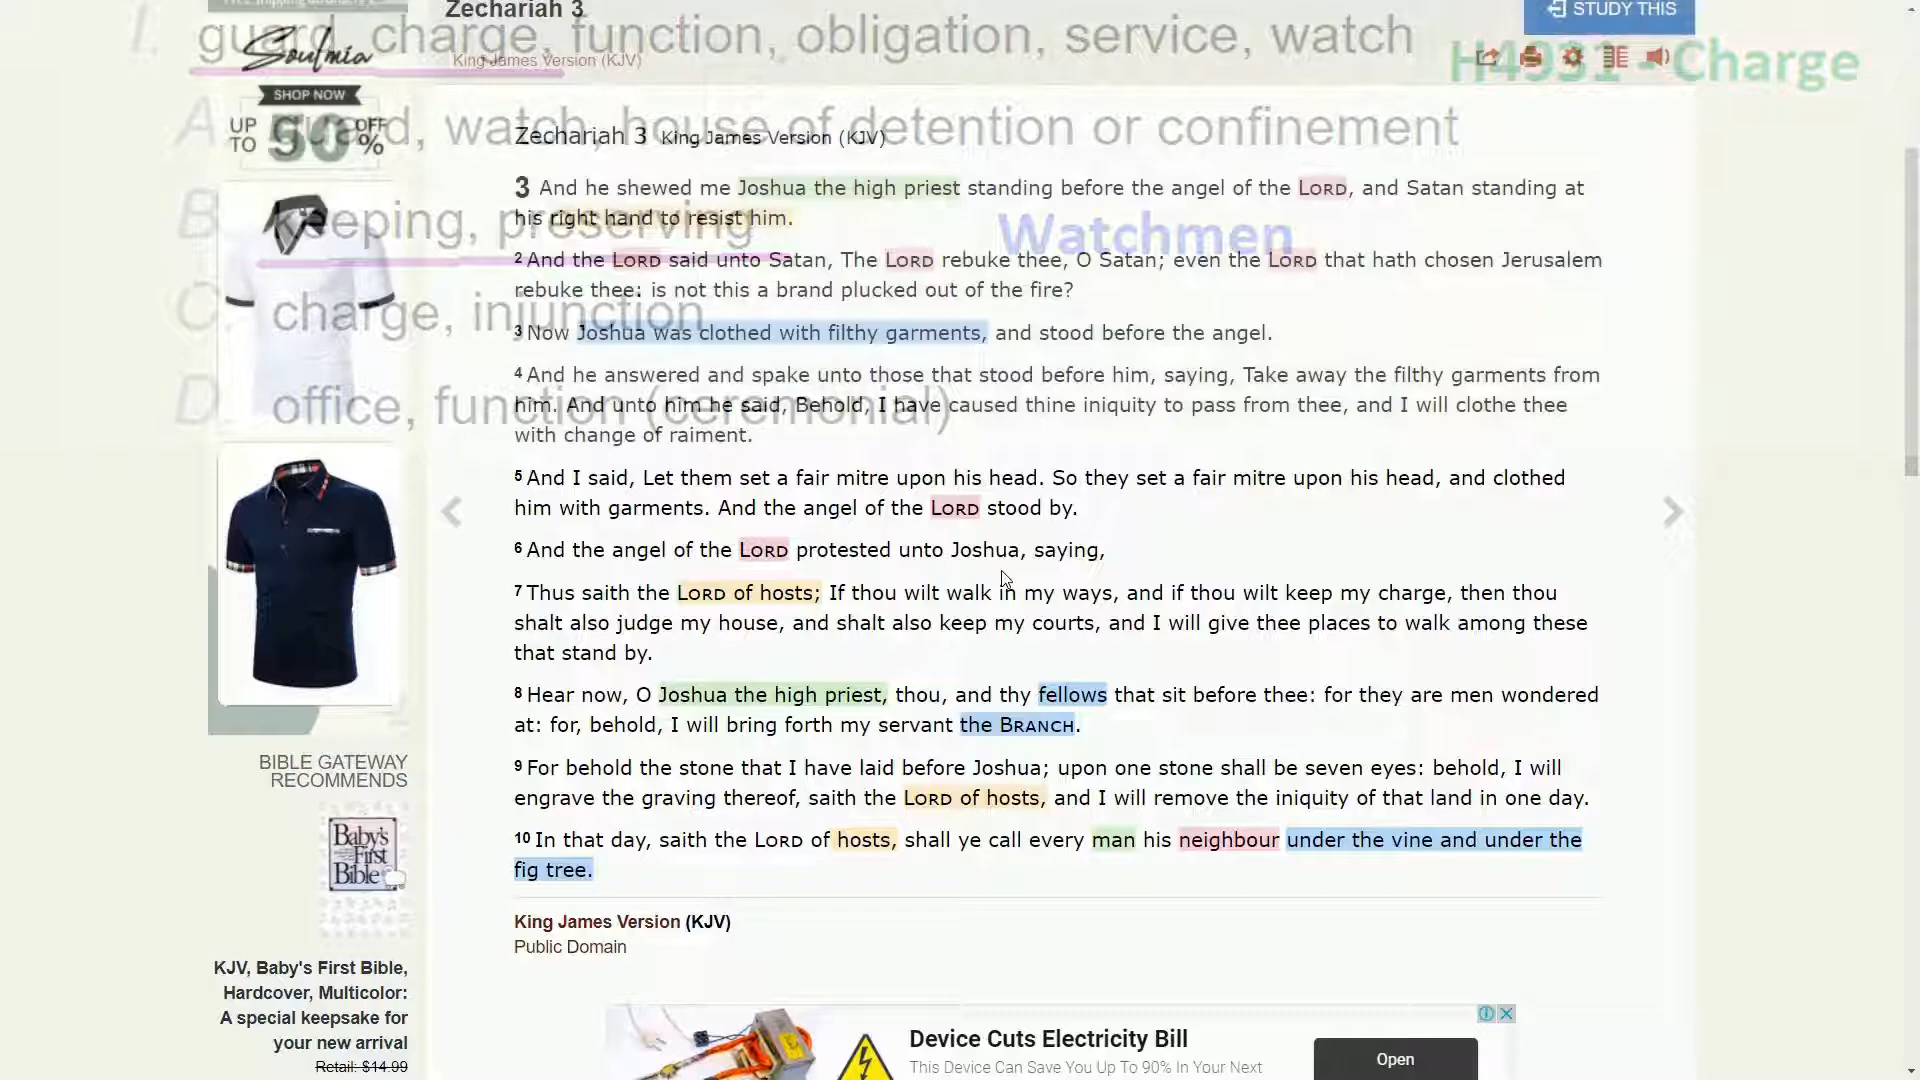 Zechariah 3
STUDY THIS
I. guard, charge, function, obligation, service, watch
Soulmia
King James Version (KJV)
H4931 - Charge
SHOP NOW
UP TO 50 OFF %
A. guard, watch, house of detention or confinement
Zechariah 3 King James Version (KJV)
3 And he shewed me Joshua the high priest standing before the angel of the LORD, and Satan standing at
his right hand to resist him.
B. keeping, preserving
Watchmen
2 And the LORD said unto Satan, The LORD rebuke thee, O Satan; even the LORD that hath chosen Jerusalem
rebuke thee: is not this a brand plucked out of the fire?
C. charge, injunction
3 Now Joshua was clothed with filthy garments, and stood before the angel.
4 And he answered and spake unto those that stood before him, saying, Take away the filthy garments from
him. And unto him he said, Behold, I have caused thine iniquity to pass from thee, and I will clothe thee
with change of raiment.
D. office, function (ceremonial)
5 And I said, Let them set a fair mitre upon his head. So they set a fair mitre upon his head, and clothed
him with garments. And the angel of the LORD stood by.
6 And the angel of the LORD protested unto Joshua, saying,
7 Thus saith the LORD of hosts; If thou wilt walk in my ways, and if thou wilt keep my charge, then thou
shalt also judge my house, and shalt also keep my courts, and I will give thee places to walk among these
that stand by.
8 Hear now, O Joshua the high priest, thou, and thy fellows that sit before thee: for they are men wondered
at: for, behold, I will bring forth my servant the BRANCH.
9 For behold the stone that I have laid before Joshua; upon one stone shall be seven eyes: behold, I will
engrave the graving thereof, saith the LORD of hosts, and I will remove the iniquity of that land in one day.
10 In that day, saith the LORD of hosts, shall ye call every man his neighbour under the vine and under the
fig tree.
King James Version (KJV)
Public Domain
BIBLE GATEWAY
RECOMMENDS
Baby's
First
Bible
KJV, Baby's First Bible,
Hardcover, Multicolor:
A special keepsake for
your new arrival
Retail: $14.99
Device Cuts Electricity Bill
This Device Can Save You Up To 90% In Your Next
Open